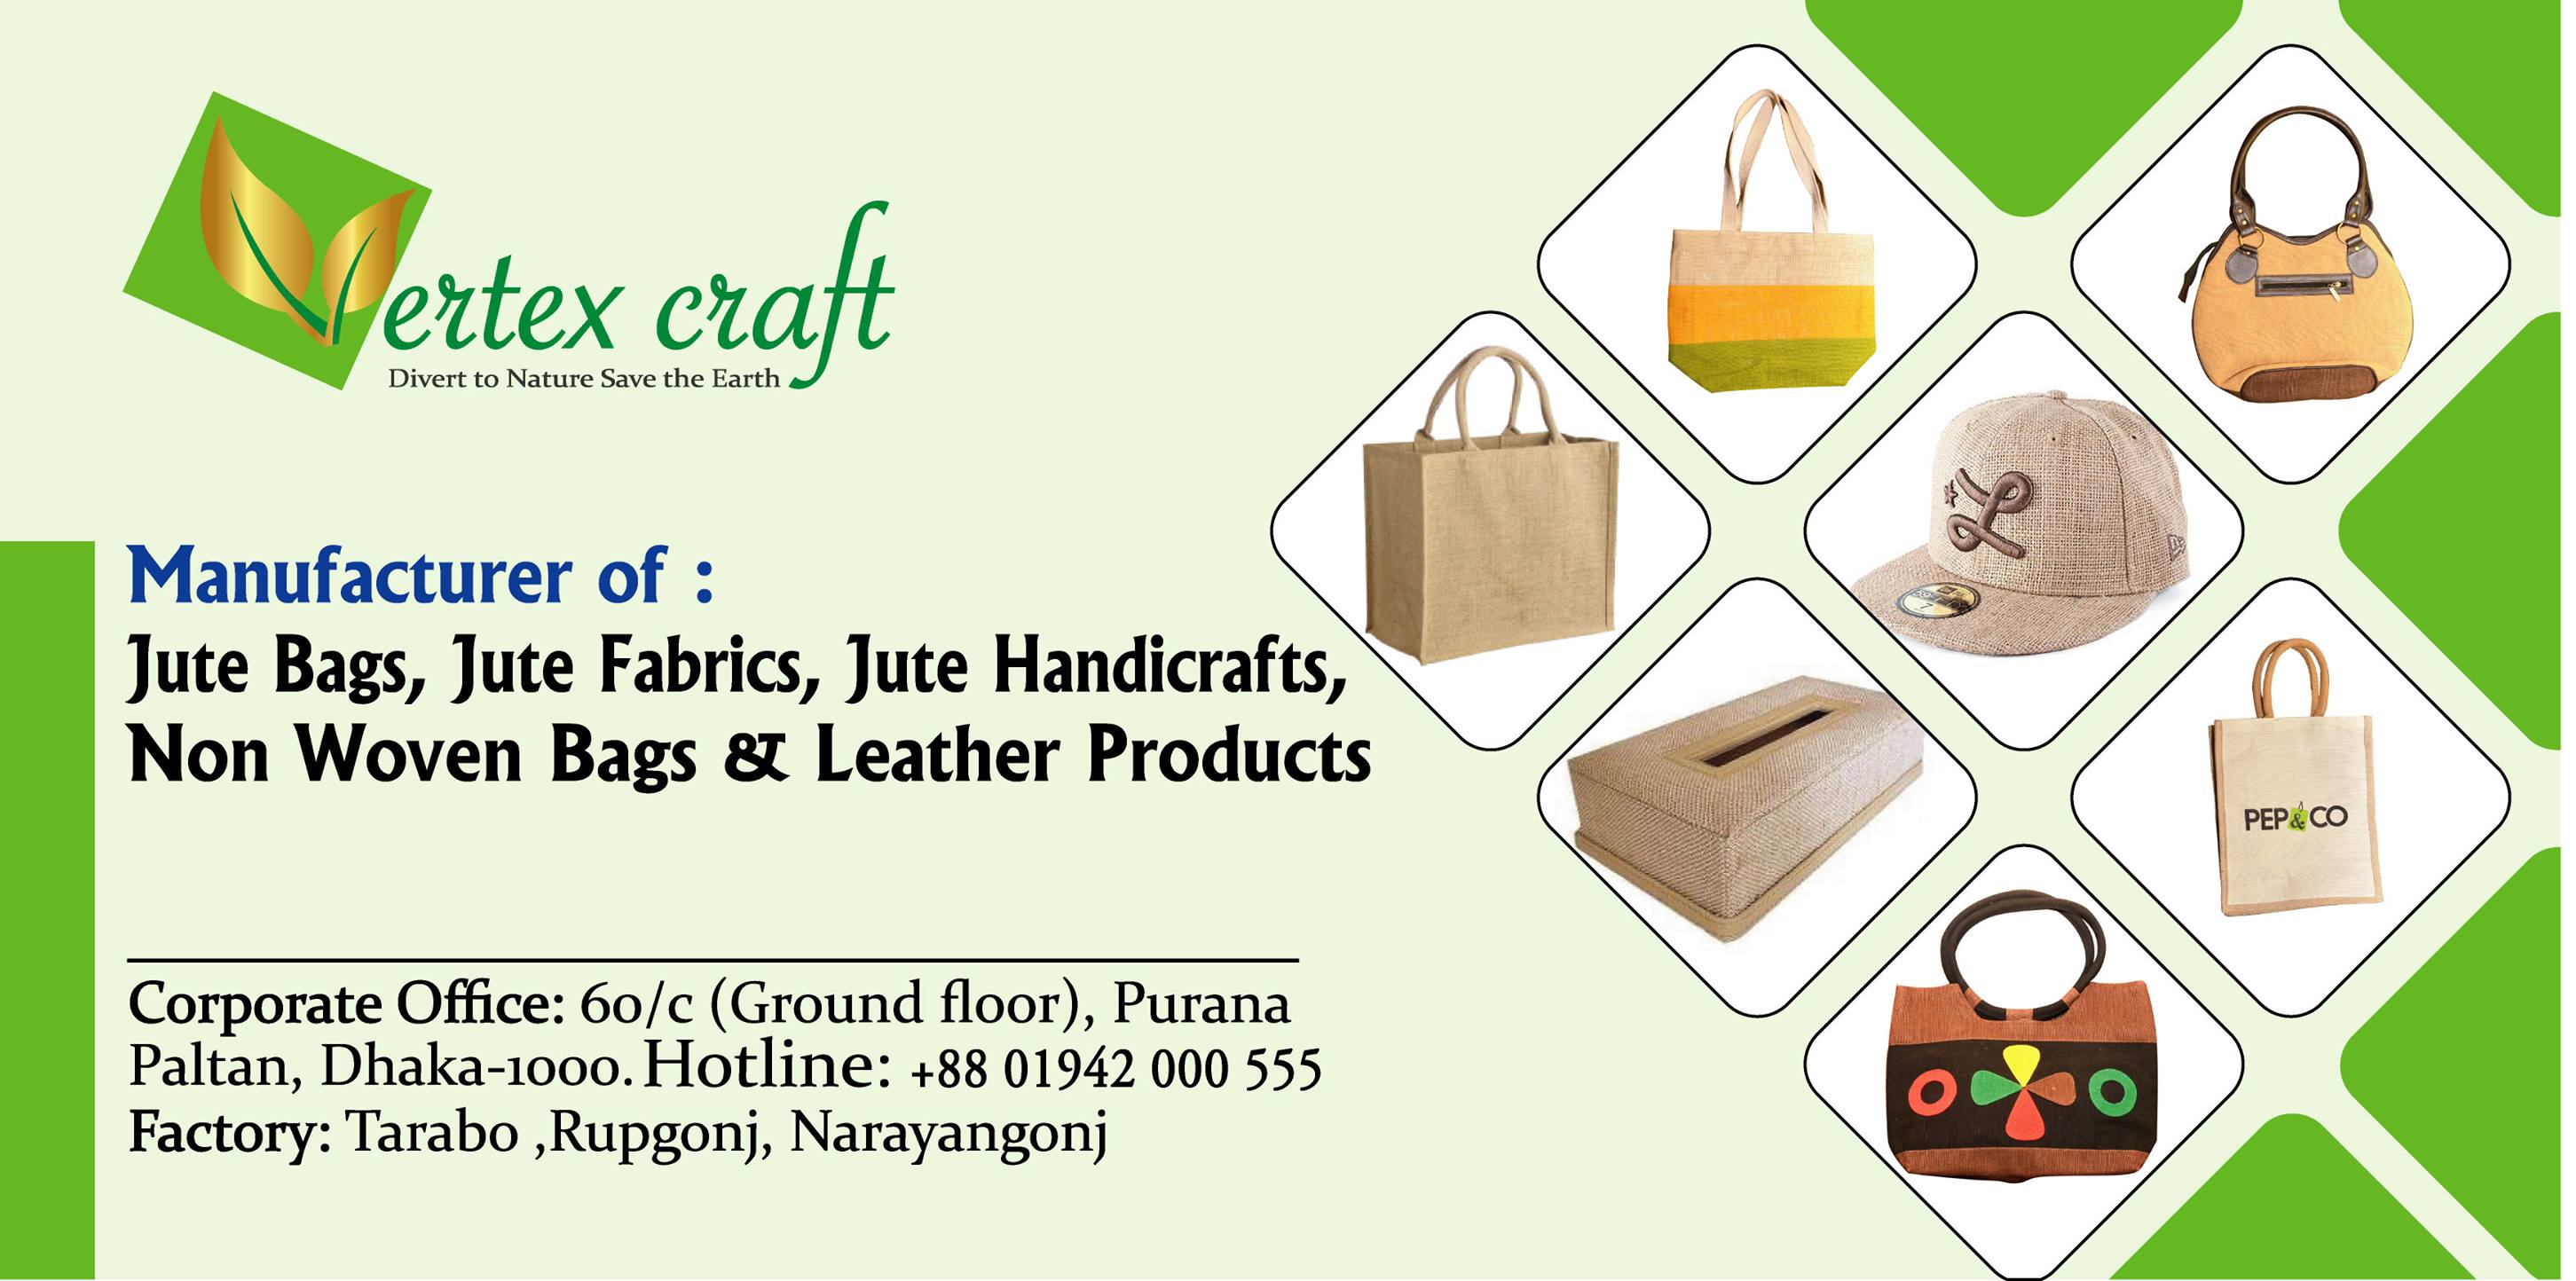 Vertex craft
Divert to Nature Save the Earth
Manufacturer of :
Jute Bags, Jute Fabrics, Jute Handicrafts,
Non Woven Bags & Leather Products
Corporate Office: 60/c (Ground floor), Purana
Paltan, Dhaka-1000. Hotline: +88 01942 000 555
Factory: Tarabo ,Rupgonj, Narayangonj
L
7
PEP&CO